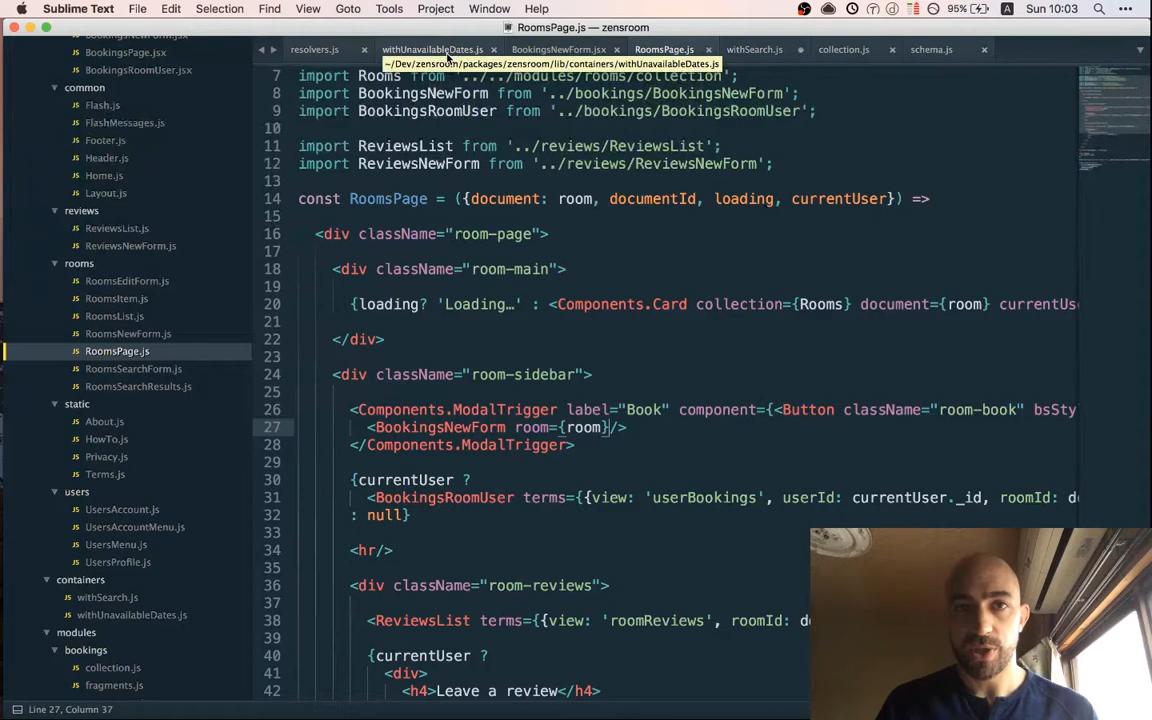 Sublime Text File Edit Selection Find View Goto Tools Project Window Help 95% Sun 10:03
RoomsPage.js — zensroom
resolvers.js withUnavailableDates.js BookingsNewForm.jsx RoomsPage.js withSearch.js collection.js schema.js
~/Dev/zensroom/packages/zensroom/lib/containers/withUnavailableDates.js
BookingsNewForm.jsx
BookingsPage.jsx
BookingsRoomUser.jsx
common
Flash.js
FlashMessages.js
Footer.js
Header.js
Home.js
Layout.js
reviews
ReviewsList.js
ReviewsNewForm.js
rooms
RoomsEditForm.js
RoomsItem.js
RoomsList.js
RoomsNewForm.js
RoomsPage.js
RoomsSearchForm.js
RoomsSearchResults.js
static
About.js
HowTo.js
Privacy.js
Terms.js
users
UsersAccount.js
UsersAccountMenu.js
UsersMenu.js
UsersProfile.js
containers
withSearch.js
withUnavailableDates.js
modules
bookings
collection.js
fragments.js
7 import Rooms from '../../modules/rooms/collection';
8 import BookingsNewForm from '../bookings/BookingsNewForm';
9 import BookingsRoomUser from '../bookings/BookingsRoomUser';
10
11 import ReviewsList from '../reviews/ReviewsList';
12 import ReviewsNewForm from '../reviews/ReviewsNewForm';
13
14 const RoomsPage = ({document: room, documentId, loading, currentUser}) =>
15
16 <div className="room-page">
17
18 <div className="room-main">
19
20 {loading? 'Loading…' : <Components.Card collection={Rooms} document={room} currentUse
21
22 </div>
23
24 <div className="room-sidebar">
25
26 <Components.ModalTrigger label="Book" component={<Button className="room-book" bsSty
27 <BookingsNewForm room={room}/>
28 </Components.ModalTrigger>
29
30 {currentUser ?
31 <BookingsRoomUser terms={{view: 'userBookings', userId: currentUser._id, roomId: do
32 : null}
33
34 <hr/>
35
36 <div className="room-reviews">
37
38 <ReviewsList terms={{view: 'roomReviews', roomId: d
39
40 {currentUser ?
41 <div>
42 <h4>Leave a review</h4>
Line 27, Column 37